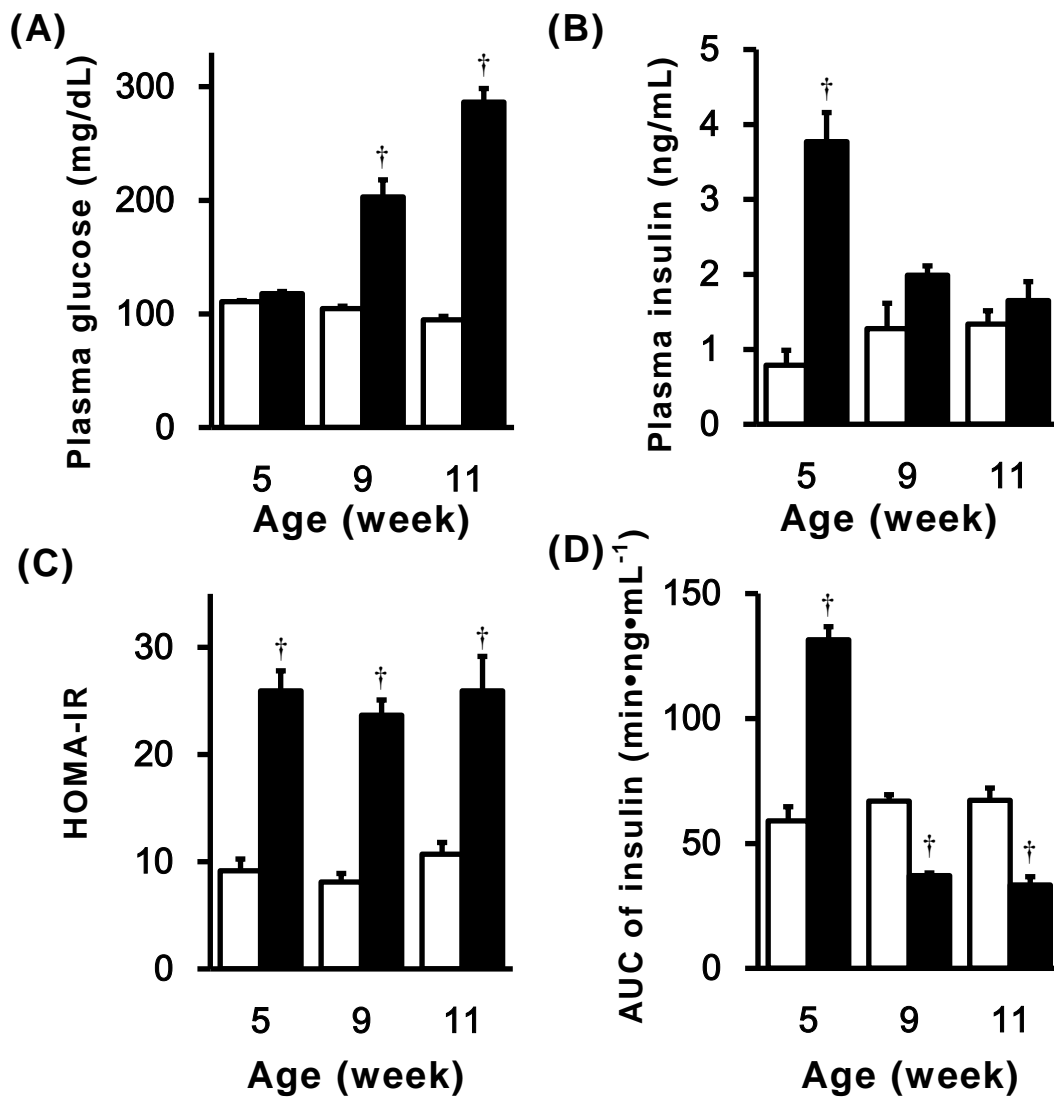 (A)
Plasma glucose (mg/dL)
300
200
100
0
†
†
5 9 11
Age (week)
(B)
Plasma insulin (ng/mL)
5
4
3
2
1
0
†
5 9 11
Age (week)
(C)
HOMA-IR
30
20
10
0
†
†
†
5 9 11
Age (week)
(D)
AUC of insulin (min•ng•mL⁻¹)
150
100
50
0
†
†
†
5 9 11
Age (week)